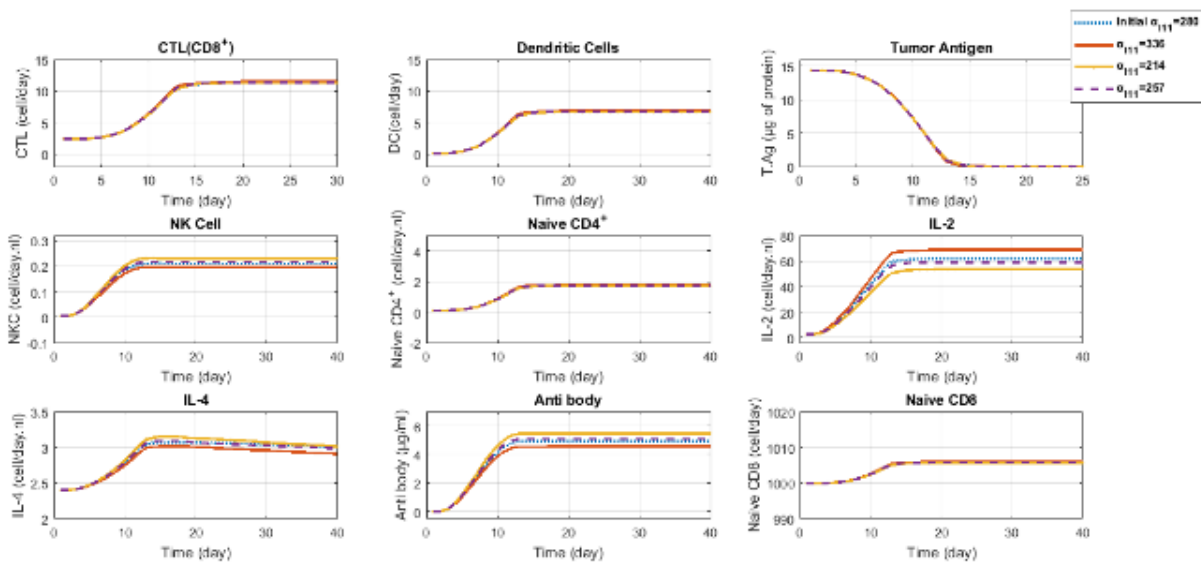 Initial α₁₁₁=280
α₁₁₁=336
α₁₁₁=214
α₁₁₁=257
CTL(CD8⁺)
CTL (cell/day)
15
10
5
0
0 5 10 15 20 25 30
Time (day)
Dendritic Cells
DC(cell/day)
15
10
5
0
0 10 20 30 40
Time (day)
Tumor Antigen
T.Ag (µg of protein)
15
10
5
0
0 5 10 15 20 25
Time (day)
NK Cell
NKC (cell/day.nl)
0.3
0.2
0.1
0
-0.1
0 10 20 30 40
Time (day)
Naive CD4⁺
Naive CD4⁺ (cell/day.nl)
4
2
0
-2
0 10 20 30 40
Time (day)
IL-2
IL-2 (cell/day.nl)
80
60
40
20
0
0 10 20 30 40
Time (day)
IL-4
IL-4 (cell/day.nl)
3.5
3
2.5
2
0 10 20 30 40
Time (day)
Anti body
Anti body (µg/ml)
6
4
2
0
0 10 20 30 40
Time (day)
Naive CD8
Naive CD8 (cell/day)
1020
1010
1000
990
0 10 20 30 40
Time (day)